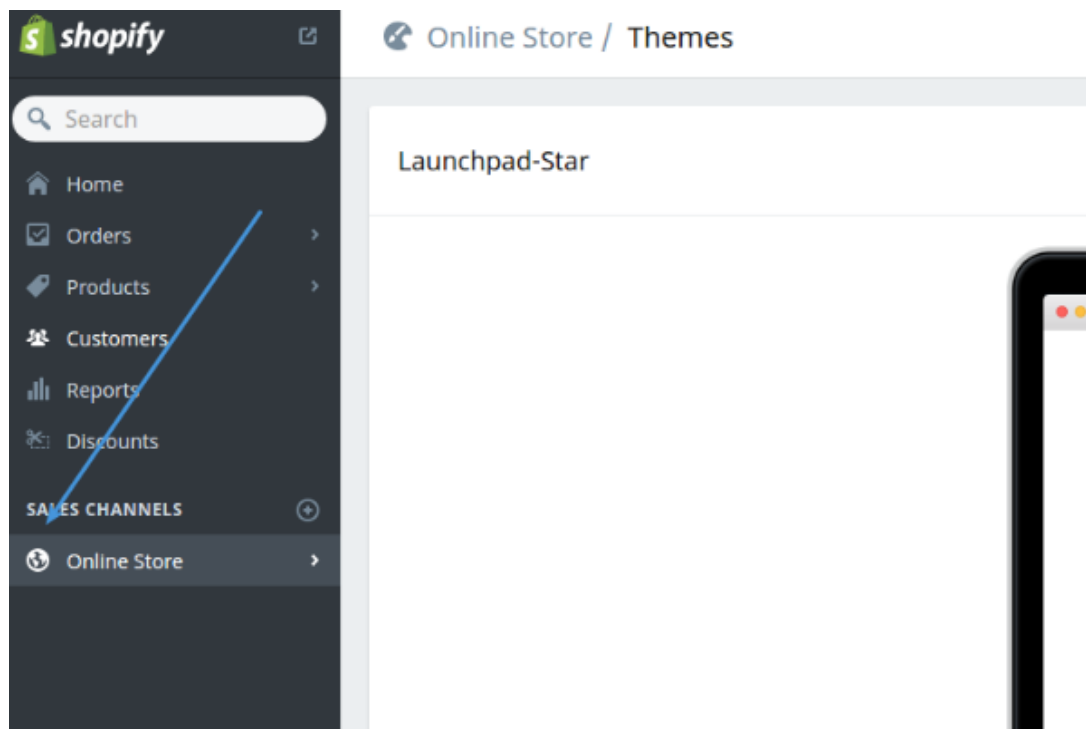 shopify
Online Store / Themes
Search
Launchpad-Star
Home
Orders
Products
Customers
Reports
Discounts
SALES CHANNELS
Online Store